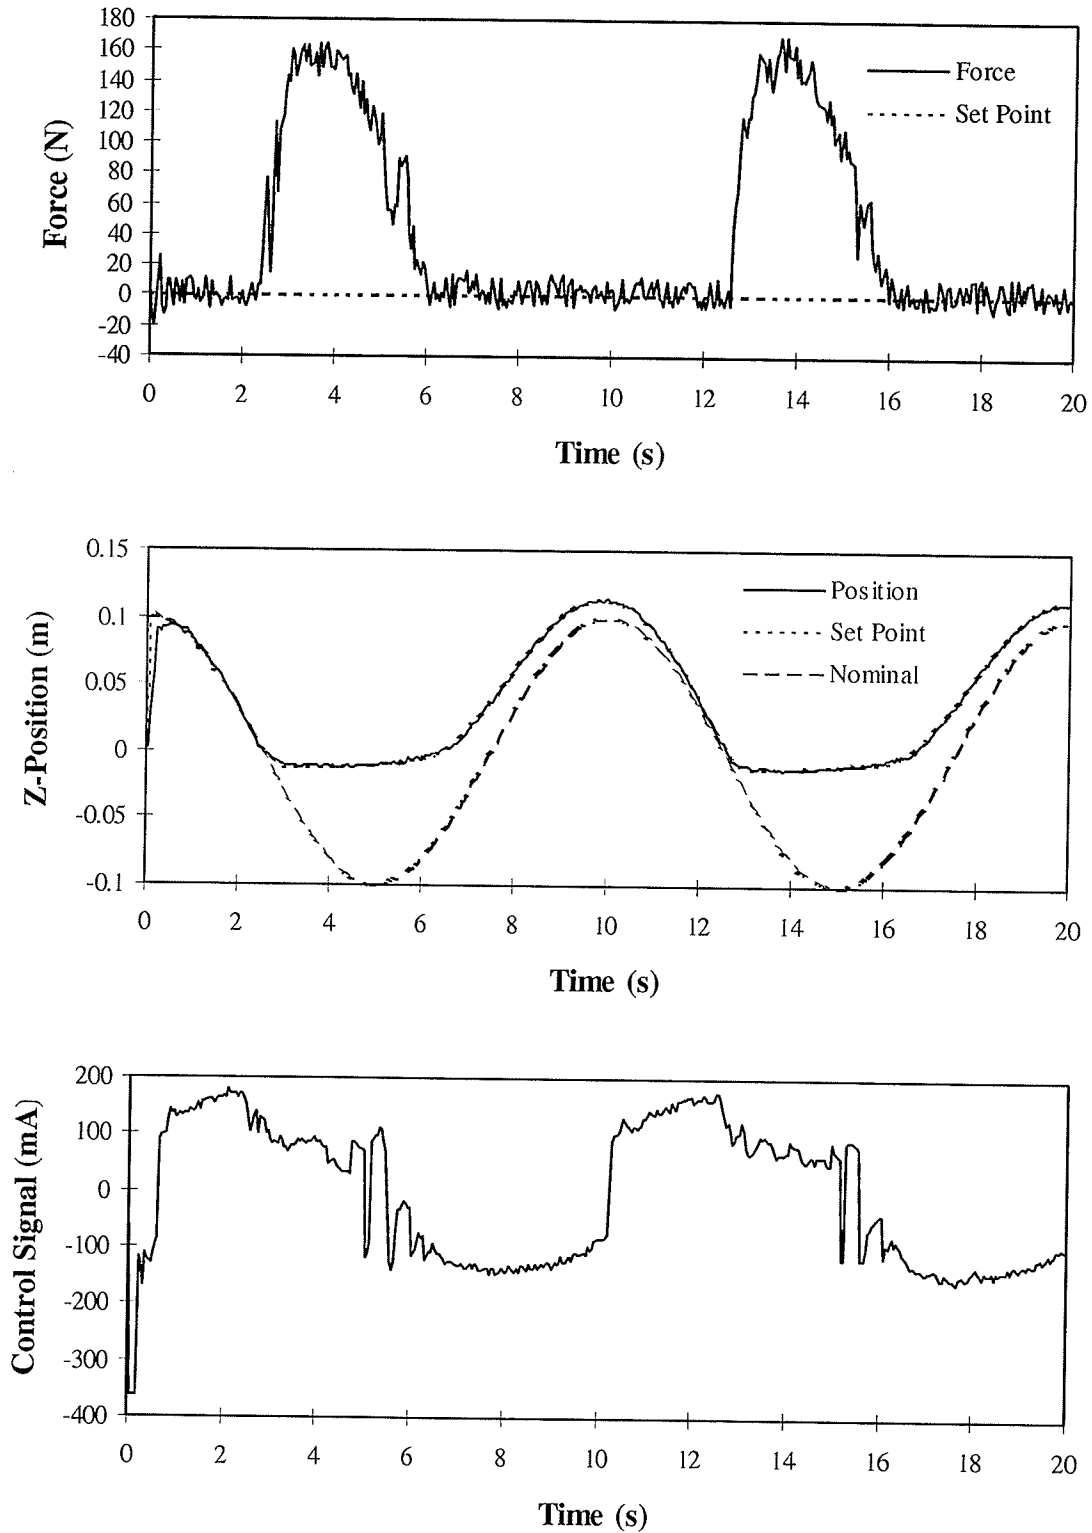 180
160
140
120
100
80
60
40
20
0
-20
-40
Force (N)
Force
Set Point
0 2 4 6 8 10 12 14 16 18 20
Time (s)
0.15
0.1
0.05
0
-0.05
-0.1
Z-Position (m)
Position
Set Point
Nominal
0 2 4 6 8 10 12 14 16 18 20
Time (s)
200
100
0
-100
-200
-300
-400
Control Signal (mA)
0 2 4 6 8 10 12 14 16 18 20
Time (s)